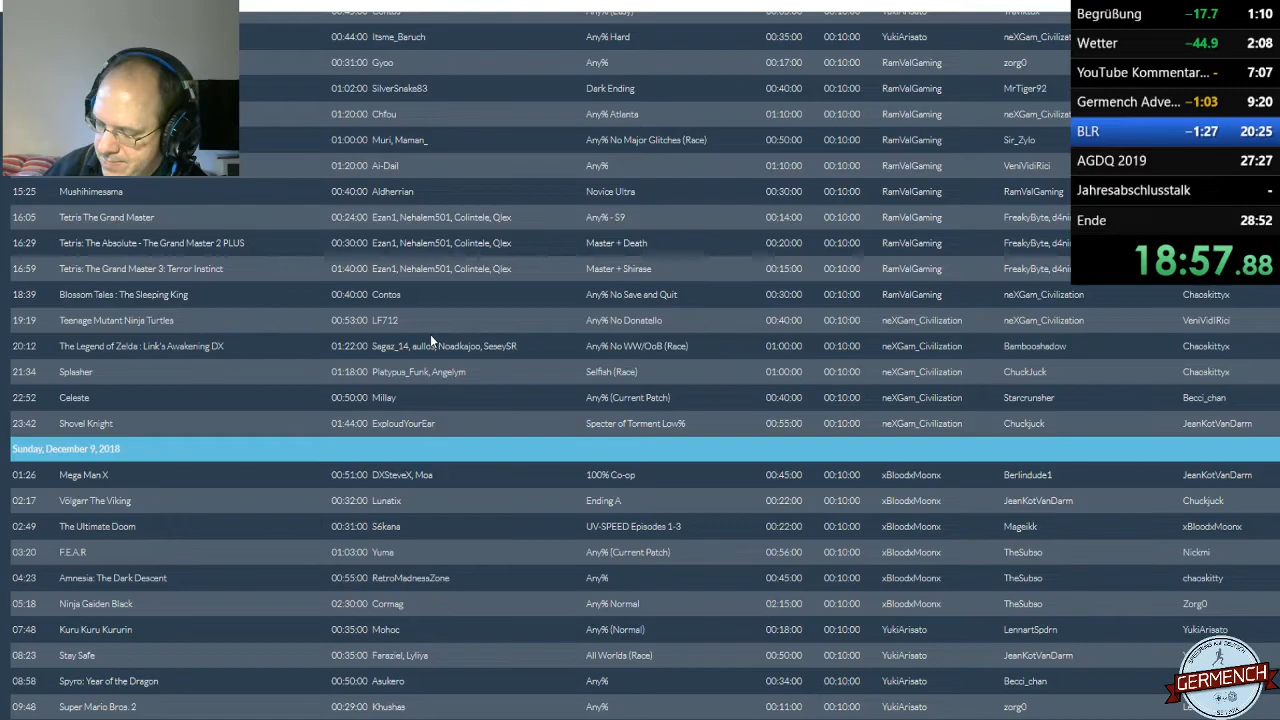 00:44:00 Itsme_Baruch Any% Hard 00:35:00 00:10:00 YukiArisato neXGam_Civilizat
00:31:00 Gyoo Any% 00:17:00 00:10:00 RamValGaming zorg0
01:02:00 SilverSnake83 Dark Ending 00:40:00 00:10:00 RamValGaming MrTiger92
01:20:00 Chfou Any% Atlanta 01:10:00 00:10:00 RamValGaming neXGam_Civilizat
01:00:00 Muri, Maman_ Any% No Major Glitches (Race) 00:50:00 00:10:00 RamValGaming Sir_Zylo
01:20:00 Ai-Dail Any% 01:10:00 00:10:00 RamValGaming VeniVidiRici
15:25 Mushihimesama 00:40:00 Aldherrian Novice Ultra 00:30:00 00:10:00 RamValGaming RamValGaming
16:05 Tetris The Grand Master 00:24:00 Ezan1, Nehalem501, Colintele, Qlex Any% - S9 00:14:00 00:10:00 RamValGaming FreakyByte, d4ni
16:29 Tetris: The Absolute - The Grand Master 2 PLUS 00:30:00 Ezan1, Nehalem501, Colintele, Qlex Master + Death 00:20:00 00:10:00 RamValGaming FreakyByte, d4ni
16:59 Tetris: The Grand Master 3: Terror Instinct 01:40:00 Ezan1, Nehalem501, Colintele, Qlex Master + Shirase 00:15:00 00:10:00 RamValGaming FreakyByte, d4ni
18:39 Blossom Tales : The Sleeping King 00:40:00 Contos Any% No Save and Quit 00:30:00 00:10:00 RamValGaming neXGam_Civilization Chaoskittyx
19:19 Teenage Mutant Ninja Turtles 00:53:00 LF712 Any% No Donatello 00:40:00 00:10:00 neXGam_Civilization neXGam_Civilization VeniVidIRici
20:12 The Legend of Zelda : Link's Awakening DX 01:22:00 Sagaz_14, Noadkajoo, SeseySR Any% No WW/OoB (Race) 01:00:00 00:10:00 neXGam_Civilization Bambooshadow Chaoskittyx
21:34 Splasher 01:18:00 Platypus_Funk, Angelym Selfish (Race) 01:00:00 00:10:00 neXGam_Civilization ChuckJuck Chaoskittyx
22:52 Celeste 00:50:00 Millay Any% (Current Patch) 00:40:00 00:10:00 neXGam_Civilization Starcrunsher Becci_chan
23:42 Shovel Knight 01:44:00 ExploudYourEar Specter of Torment Low% 00:55:00 00:10:00 neXGam_Civilization Chuckjuck JeanKotVanDarm
Sunday, December 9, 2018
01:26 Mega Man X 00:51:00 DXSteveX, Moa 100% Co-op 00:45:00 00:10:00 xBloodxMoonx Berlindude1 JeanKotVanDarm
02:17 Völgarr The Viking 00:32:00 Lunatix Ending A 00:22:00 00:10:00 xBloodxMoonx JeanKotVanDarm Chuckjuck
02:49 The Ultimate Doom 00:31:00 S6kana UV-SPEED Episodes 1-3 00:22:00 00:10:00 xBloodxMoonx Mageikk xBloodxMoonx
03:20 F.E.A.R 01:03:00 Yuma Any% (Current Patch) 00:56:00 00:10:00 xBloodxMoonx TheSubso Nickmi
04:23 Amnesia: The Dark Descent 00:55:00 RetroMadnessZone Any% 00:45:00 00:10:00 xBloodxMoonx TheSubso chaoskitty
05:18 Ninja Gaiden Black 02:30:00 Cormag Any% Normal 02:15:00 00:10:00 xBloodxMoonx TheSubso Zorg0
07:48 Kuru Kuru Kururin 00:35:00 Mohoc Any% (Normal) 00:18:00 00:10:00 YukiArisato LennartSpdrn YukiArisato
08:23 Stay Safe 00:35:00 Faraziel, Lyliya All Worlds (Race) 00:50:00 00:10:00 YukiArisato JeanKotVanDarm
08:58 Spyro: Year of the Dragon 00:50:00 Asukero Any% 00:34:00 00:10:00 YukiArisato Becci_chan
09:48 Super Mario Bros. 2 00:29:00 Khushas Any% 00:11:00 00:10:00 YukiArisato zorg0
Begrüßung −17.7 1:10
Wetter −44.9 2:08
YouTube Kommentar... - 7:07
Germench Adve... −1:03 9:20
BLR −1:27 20:25
AGDQ 2019 27:27
Jahresabschlusstalk -
Ende 28:52
18:57.88
GERMENCH